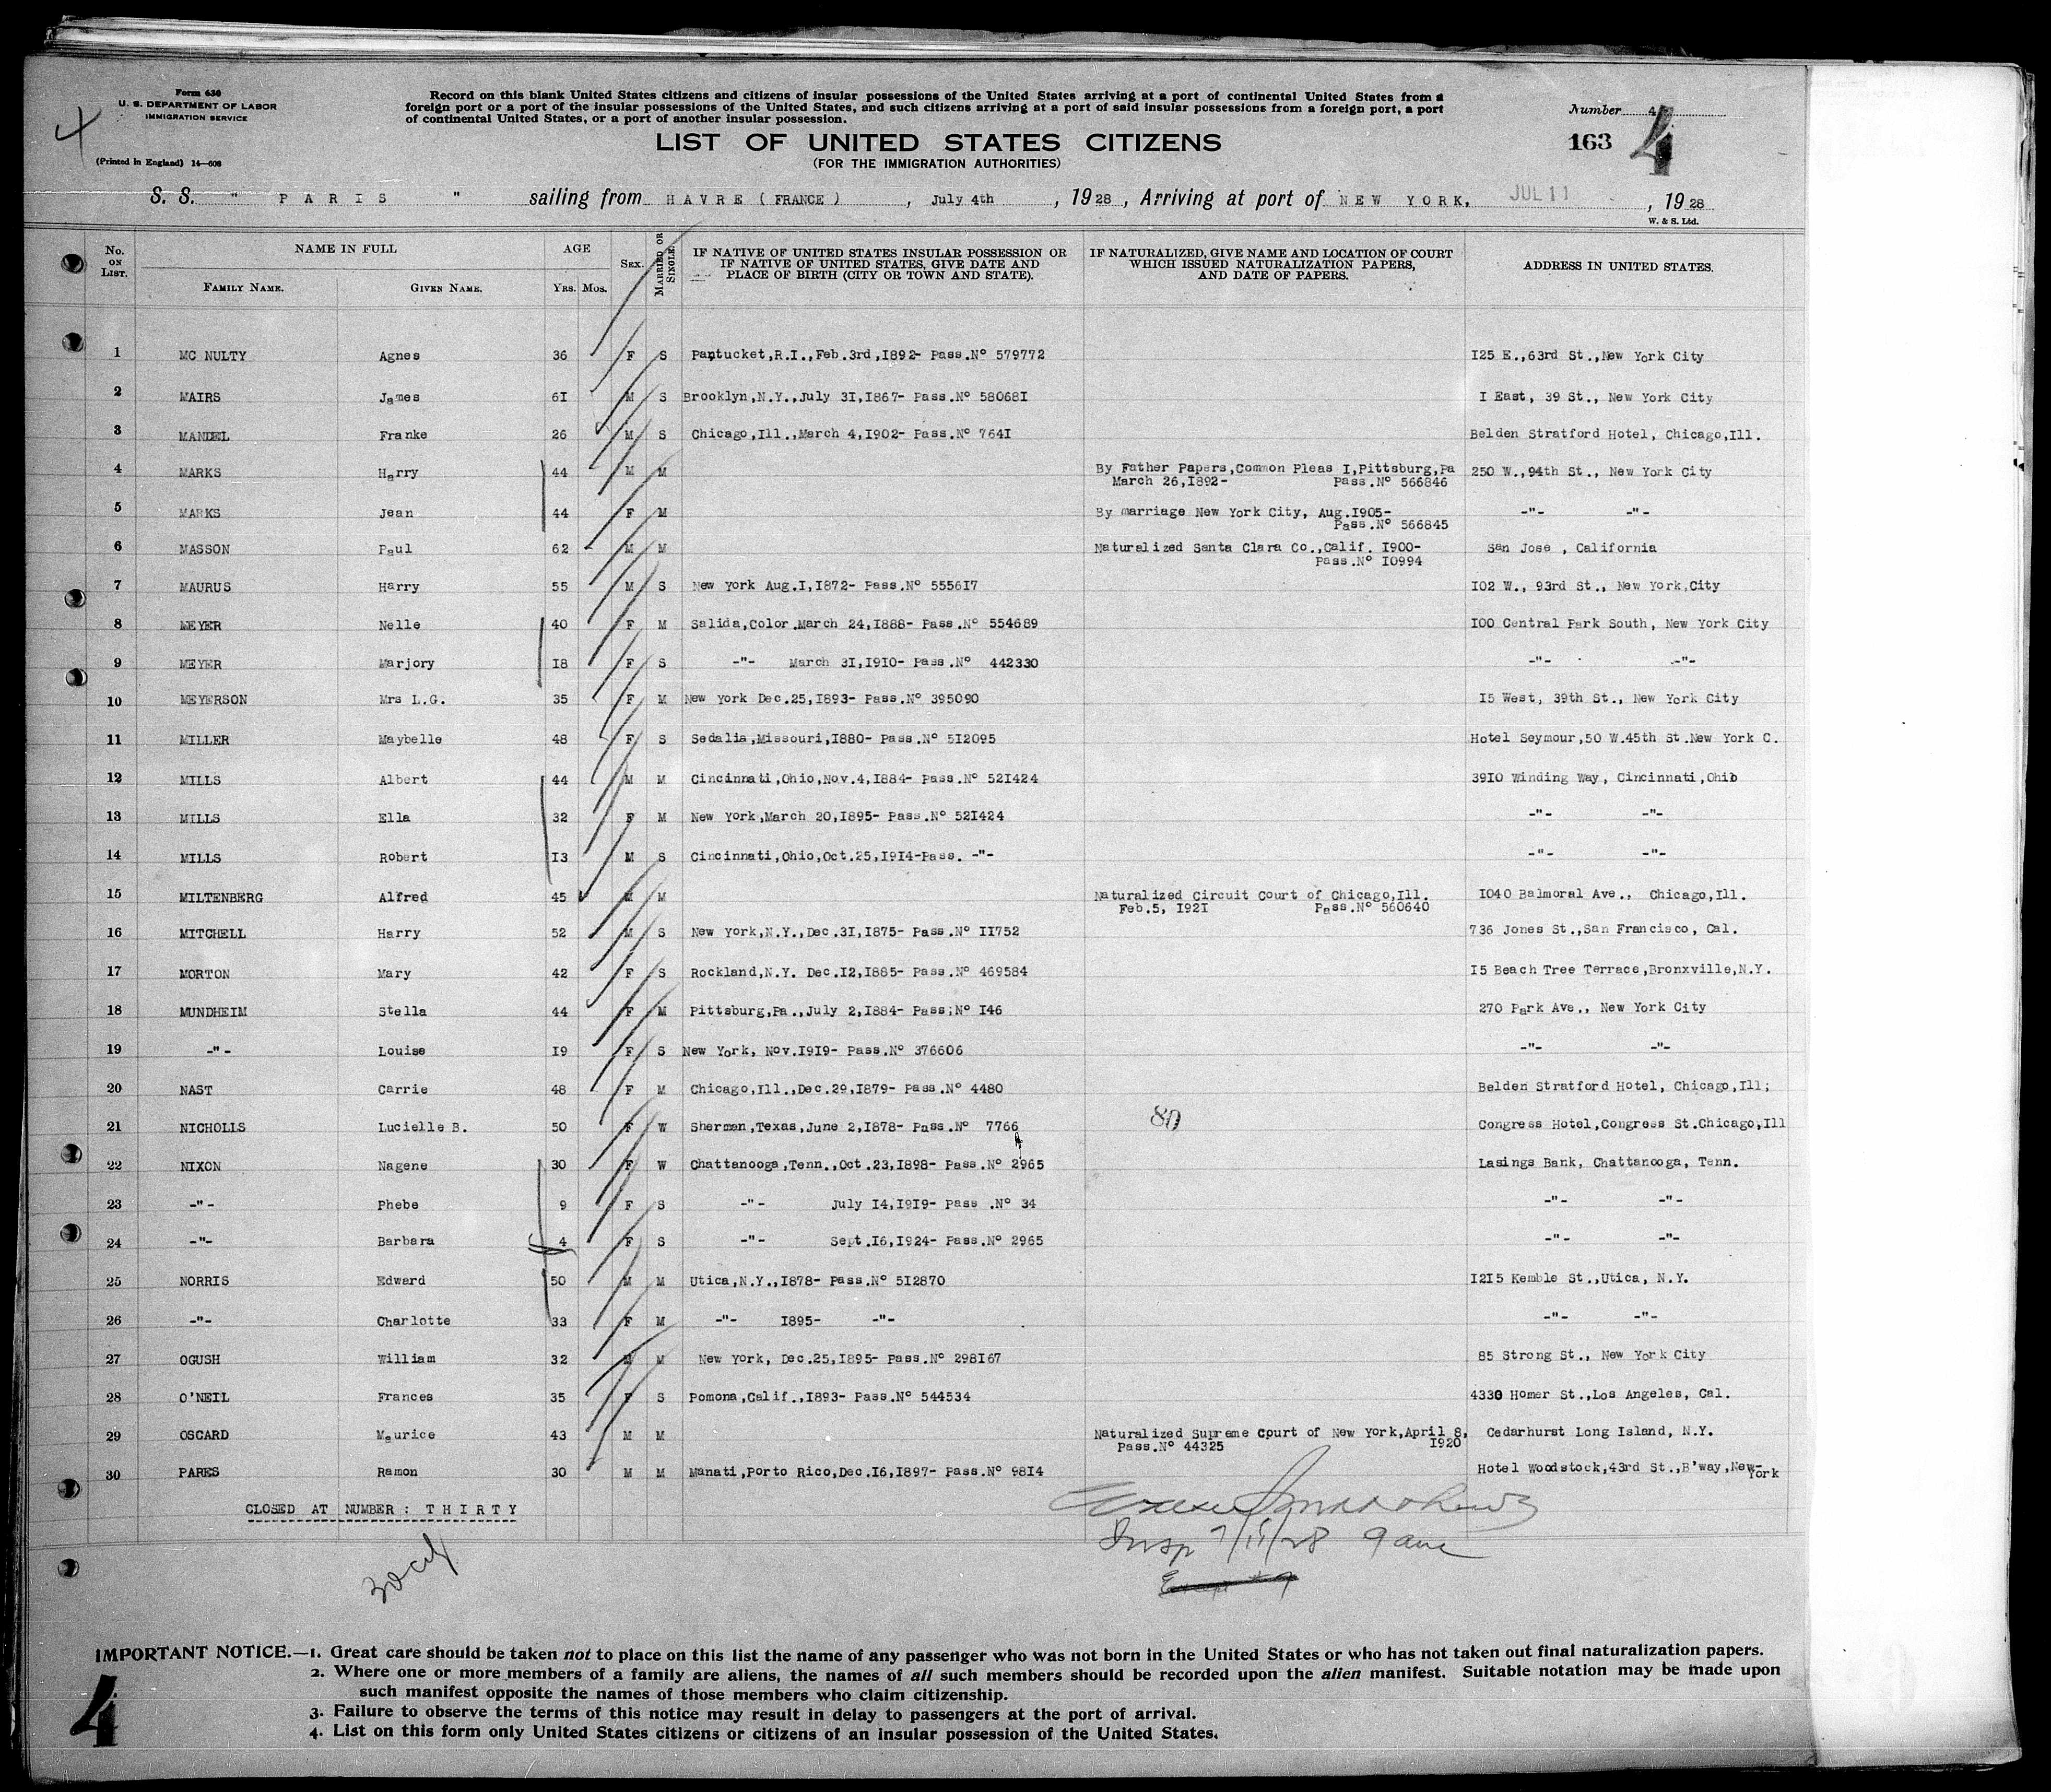 Form 630
U. S. DEPARTMENT OF LABOR
IMMIGRATION SERVICE
(Printed in England) 14—608
4
Record on this blank United States citizens and citizens of insular possessions of the United States arriving at a port of continental United States from a
foreign port or a port of the insular possessions of the United States, and such citizens arriving at a port of said insular possessions from a foreign port, a port
of continental United States, or a port of another insular possession.
Number 4
163 4
LIST OF UNITED STATES CITIZENS
(FOR THE IMMIGRATION AUTHORITIES)
S. S. " PARIS " sailing from HAVRE ( FRANCE ) , July 4th , 1928 , Arriving at port of NEW YORK, JUL 11 , 1928
W. & S. Ltd.
No. ON LIST. NAME IN FULL AGE SEX. MARRIED OR SINGLE. IF NATIVE OF UNITED STATES INSULAR POSSESSION OR IF NATIVE OF UNITED STATES, GIVE DATE AND PLACE OF BIRTH (CITY OR TOWN AND STATE). IF NATURALIZED, GIVE NAME AND LOCATION OF COURT WHICH ISSUED NATURALIZATION PAPERS, AND DATE OF PAPERS. ADDRESS IN UNITED STATES.
FAMILY NAME. GIVEN NAME. YRS. MOS.
1 MC NULTY Agnes 36 F S Pantucket,R.I.,Feb.3rd,1892- Pass.Nº 579772 125 E.,63rd St.,New York City
2 MAIRS James 61 M S Brooklyn,N.Y.,July 31,1867- Pass.Nº 580681 1 East, 39 St., New York City
3 MANDEL Franke 26 M S Chicago,Ill.,March 4,1902- Pass.Nº 7641 Belden Stratford Hotel, Chicago,Ill.
4 MARKS Harry 44 M M By Father Papers,Common Pleas I,Pittsburg,Pa 250 W.,94th St., New York City
March 26,1892- Pass.Nº 566846
5 MARKS Jean 44 F M By marriage New York City, Aug.1905- -"- -"-
Pass.Nº 566845
6 MASSON Paul 62 M M Naturalized Santa Clara Co.,Calif. 1900- San Jose , California
Pass.Nº 10994
7 MAURUS Harry 55 M S New York Aug.1,1872- Pass.Nº 555617 102 W., 93rd St., New York,City
8 MEYER Nelle 40 F M Salida,Color.March 24,1888- Pass.Nº 554689 100 Central Park South, New York City
9 MEYER Marjory 18 F S -"- March 31,1910- Pass.Nº 442330 -"- -"-
10 MEYERSON Mrs L.G. 35 F M New York Dec.25,1893- Pass.Nº 395090 15 West, 39th St., New York City
11 MILLER Maybelle 48 F S Sedalia,Missouri,1880- Pass.Nº 512095 Hotel Seymour,50 W.45th St.New York C.
12 MILLS Albert 44 M M Cincinnati,Ohio,Nov.4,1884- Pass.Nº 521424 3910 Winding Way, Cincinnati,Ohio
13 MILLS Ella 32 F M New York,March 20,1895- Pass.Nº 521424 -"- -"-
14 MILLS Robert 13 M S Cincinnati,Ohio,Oct.25,1914-Pass. -"- -"- -"-
15 MILTENBERG Alfred 45 M M Naturalized Circuit Court of Chicago,Ill. 1040 Balmoral Ave., Chicago,Ill.
Feb.5, 1921 Pass.Nº 560640
16 MITCHELL Harry 52 M S New York,N.Y.,Dec.31,1875- Pass.Nº 11752 736 Jones St.,San Francisco, Cal.
17 MORTON Mary 42 F S Rockland,N.Y. Dec.12,1885- Pass.Nº 469584 15 Beach Tree Terrace,Bronxville,N.Y.
18 MUNDHEIM Stella 44 F M Pittsburg,Pa.,July 2,1884- Pass;Nº 146 270 Park Ave., New York City
19 -"- Louise 19 F S New York, Nov.1919- Pass.Nº 376606 -"- -"-
20 NAST Carrie 48 F M Chicago,Ill.,Dec.29,1879- Pass.Nº 4480 Belden Stratford Hotel, Chicago,Ill;
21 NICHOLLS Lucielle B. 50 F W Sherman,Texas,June 2,1878- Pass.Nº 7766 Congress Hotel,Congress St.Chicago,Ill
22 NIXON Nagene 30 F W Chattanooga,Tenn.,Oct.23,1898- Pass.Nº 2965 Lasings Bank, Chattanooga, Tenn.
23 -"- Phebe 9 F S -"- July 14,1919- Pass .Nº 34 -"- -"-
24 -"- Barbara 4 F S -"- Sept.16,1924- Pass.Nº 2965 -"- -"-
25 NORRIS Edward 50 M M Utica,N.Y.,1878- Pass.Nº 512870 1215 Kemble St.,Utica, N.Y.
26 -"- Charlotte 33 F M -"- 1895- -"- -"- -"-
27 OGUSH William 32 M M New York, Dec.25,1895- Pass.Nº 298167 85 Strong St., New York City
28 O'NEIL Frances 35 F S Pomona,Calif.,1893- Pass.Nº 544534 4330 Homer St.,Los Angeles, Cal.
29 OSCARD Maurice 43 M M Naturalized Supreme Court of New York,April 8, Cedarhurst Long Island, N.Y.
Pass.Nº 44325 1920
30 PARES Ramon 30 M M Manati,Porto Rico,Dec.16,1897- Pass.Nº 9814 Hotel Woodstock,43rd St.,B'way,New-
York
CLOSED AT NUMBER : THIRTY
Insp 7/11/28 9 am
IMPORTANT NOTICE.—1. Great care should be taken not to place on this list the name of any passenger who was not born in the United States or who has not taken out final naturalization papers.
2. Where one or more members of a family are aliens, the names of all such members should be recorded upon the alien manifest. Suitable notation may be made upon
such manifest opposite the names of those members who claim citizenship.
3. Failure to observe the terms of this notice may result in delay to passengers at the port of arrival.
4. List on this form only United States citizens or citizens of an insular possession of the United States.
4